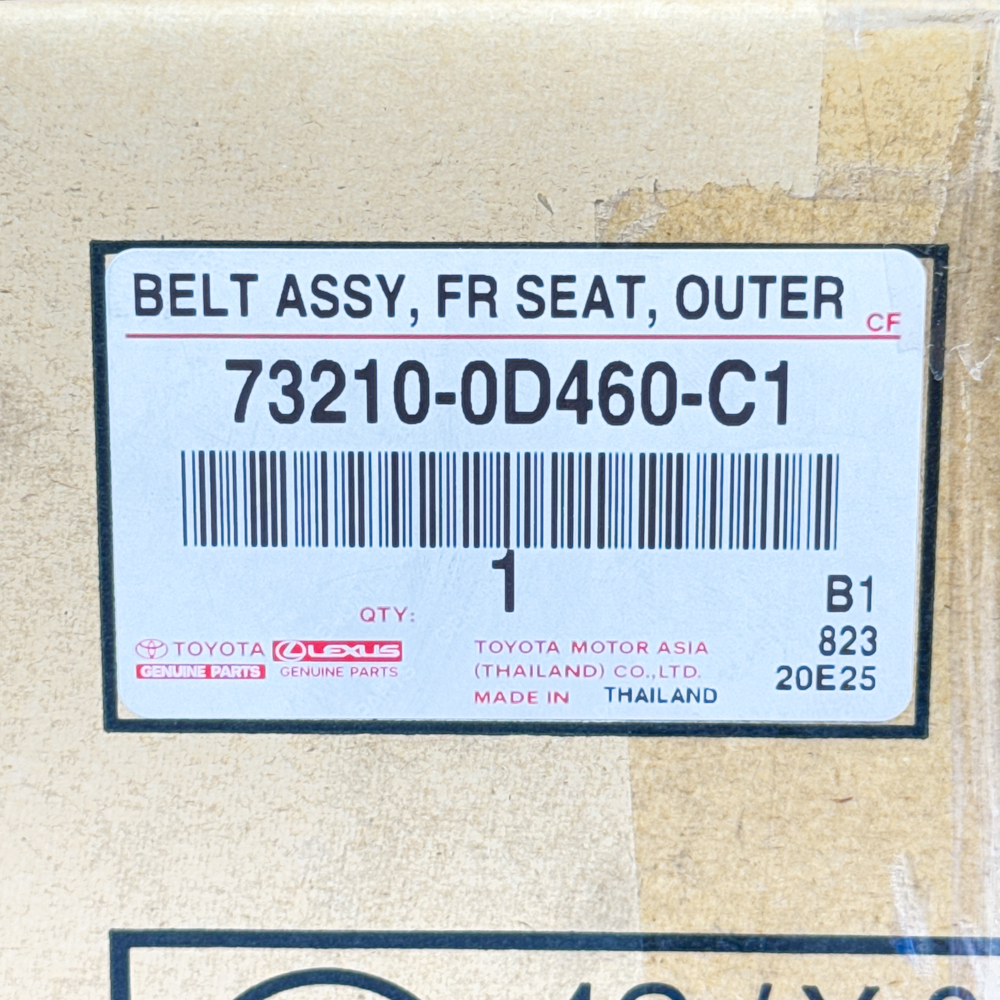 BELT ASSY, FR SEAT, OUTER
CF
73210-0D460-C1
1
QTY:
B1
823
20E25
TOYOTA LEXUS
GENUINE PARTS GENUINE PARTS
TOYOTA MOTOR ASIA
(THAILAND) CO.,LTD.
MADE IN THAILAND